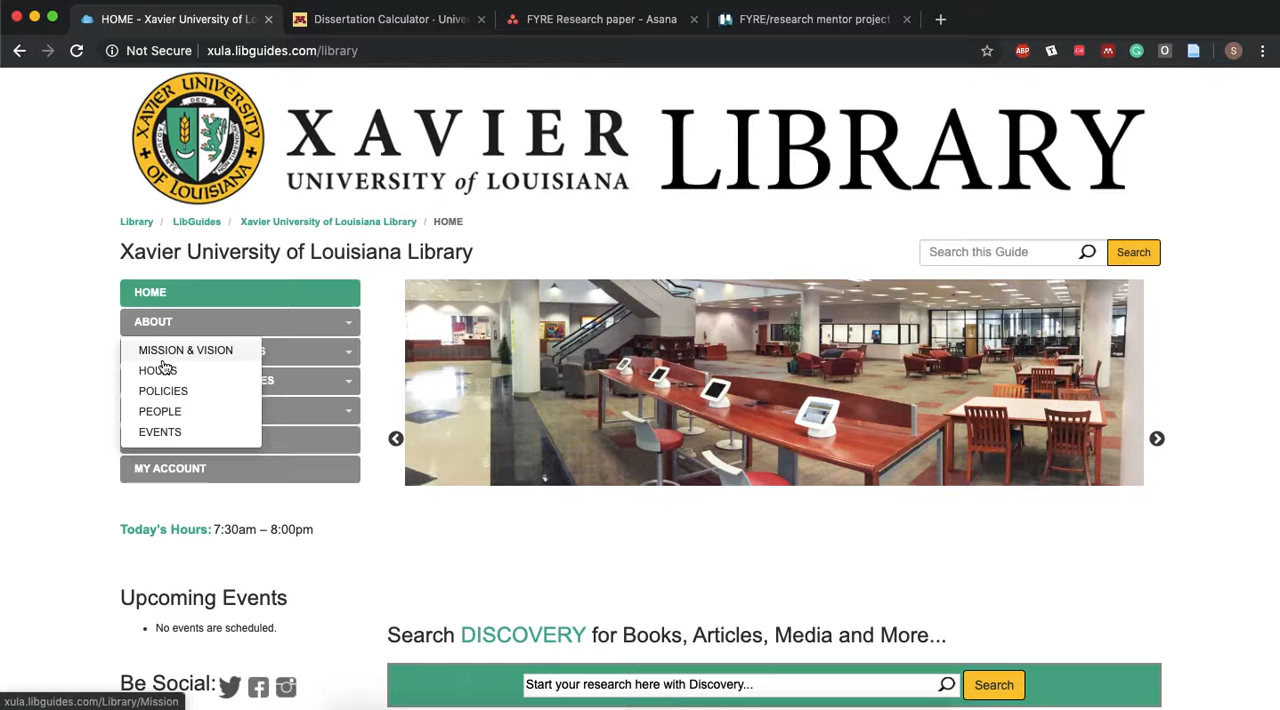 HOME - Xavier University of Lo
Dissertation Calculator · Unive
FYRE Research paper - Asana
FYRE/research mentor project
Not Secure
xula.libguides.com/library
ABP
O
S
XAVIER UNIVERSITY
OF LOUISIANA
XAVIER
UNIVERSITY of LOUISIANA
LIBRARY
Library / LibGuides / Xavier University of Louisiana Library / HOME
Xavier University of Louisiana Library
Search this Guide
Search
HOME
ABOUT
MISSION & VISION
HOURS
POLICIES
PEOPLE
EVENTS
S
ES
MY ACCOUNT
Today's Hours: 7:30am – 8:00pm
Upcoming Events
• No events are scheduled.
Search DISCOVERY for Books, Articles, Media and More...
Be Social:
Start your research here with Discovery...
Search
xula.libguides.com/Library/Mission